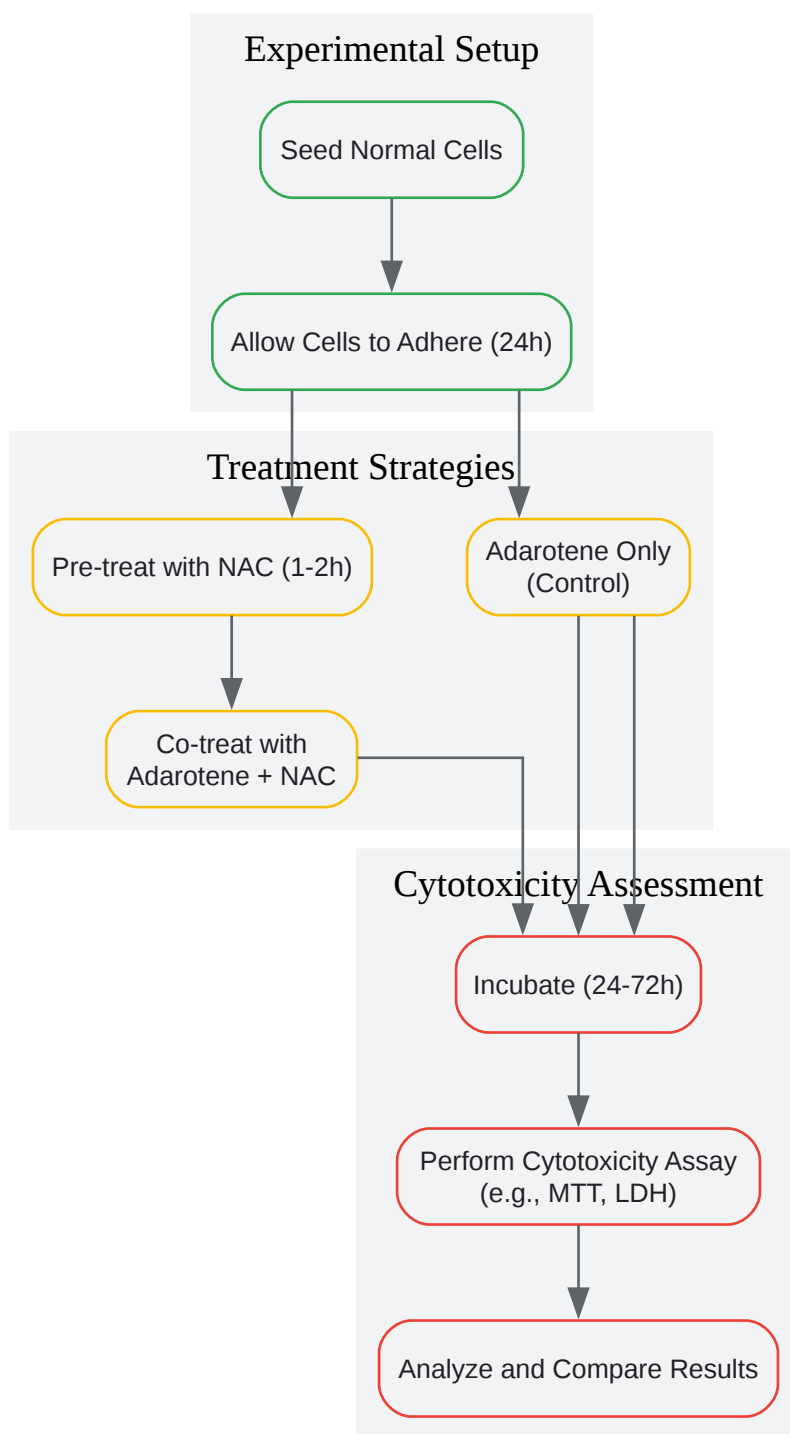 Experimental Setup
Seed Normal Cells
Allow Cells to Adhere (24h)
Treatment Strategies
Pre-treat with NAC (1-2h)
Adarotene Only
(Control)
Co-treat with
Adarotene + NAC
Cytotoxicity Assessment
Incubate (24-72h)
Perform Cytotoxicity Assay
(e.g., MTT, LDH)
Analyze and Compare Results